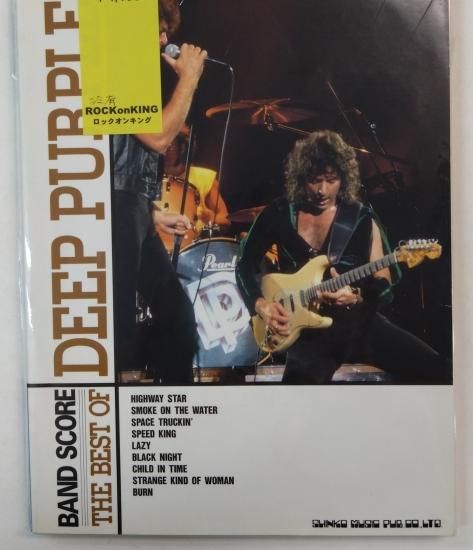 ROCKonKING
ロックオンキング
Pearl
BAND SCORE
THE BEST OF
DEEP PURPLE
HIGHWAY STAR
SMOKE ON THE WATER
SPACE TRUCKIN'
SPEED KING
LAZY
BLACK NIGHT
CHILD IN TIME
STRANGE KIND OF WOMAN
BURN
SHINKO MUSIC PUB. CO., LTD.